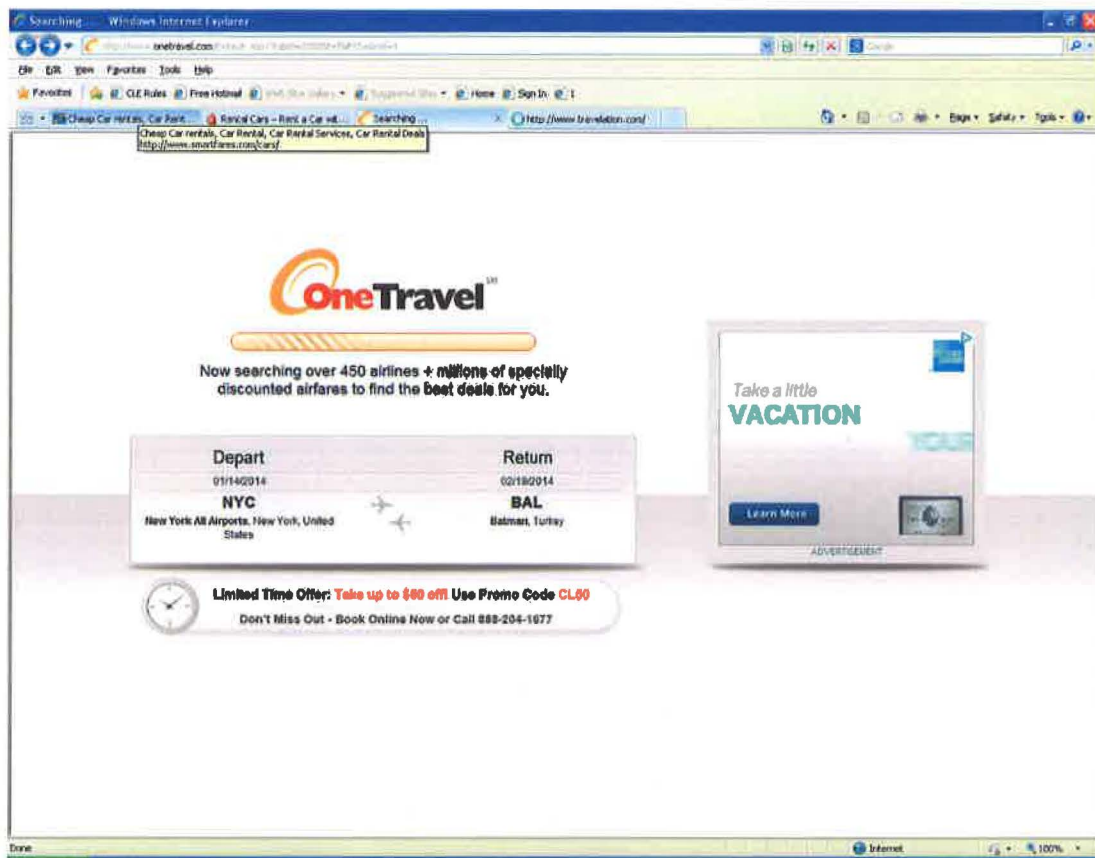 Searching ... Windows Internet Explorer
onetravel.com
File Edit View Favorites Tools Help
Favorites CLE Rules Free Hotmail Home Sign In
Cheap Car rentals, Car Rent... Rental Cars - Rent a Car wit... Searching ... http://www.travelation.com/ Page Safety Tools
Cheap Car rentals, Car Rental, Car Rental Services, Car Rental Deals
http://www.smartfares.com/cars/
OneTravel SM
Now searching over 450 airlines + millions of specially
discounted airfares to find the best deals for you.
Take a little
VACATION
Learn More
ADVERTISEMENT
Depart Return
01/14/2014 02/18/2014
NYC BAL
New York All Airports, New York, United
States
Batman, Turkey
Limited Time Offer: Take up to $60 off! Use Promo Code CL60
Don't Miss Out - Book Online Now or Call 888-204-1677
Done Internet 100%